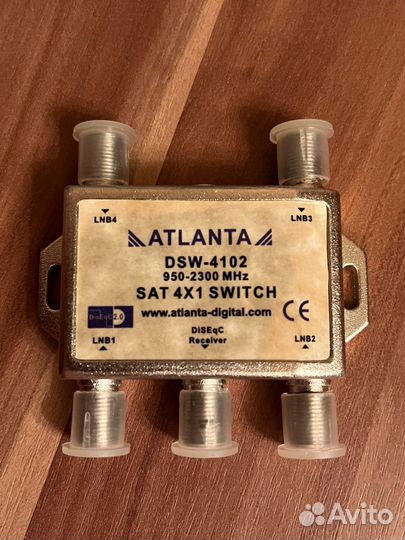 LNB4
LNB3
ATLANTA
DSW-4102
950-2300 MHz
SAT 4X1 SWITCH
www.atlanta-digital.com
DiSEqC 2.0
CE
LNB1
DiSEqC
Receiver
LNB2
Avito